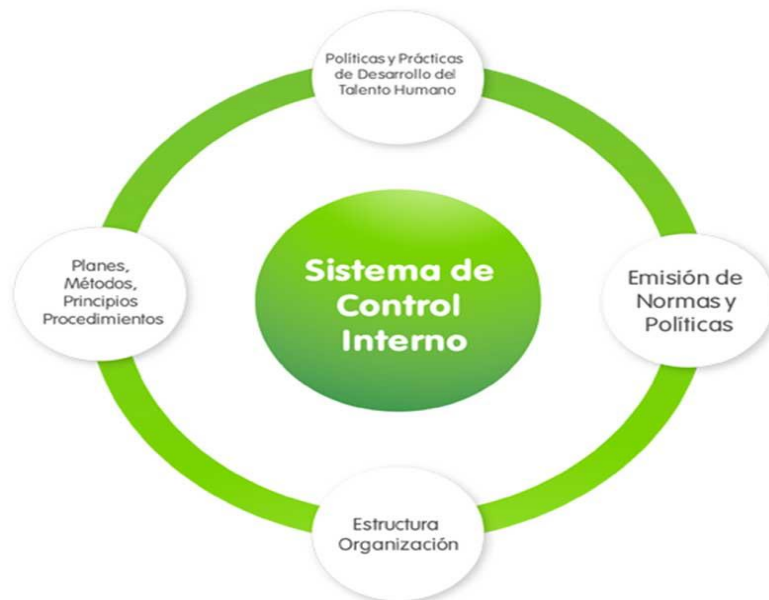 Políticas y Prácticas
de Desarrollo del
Talento Humano
Planes,
Métodos,
Principios
Procedimientos
Sistema de
Control
Interno
Emisión de
Normas y
Políticas
Estructura
Organización